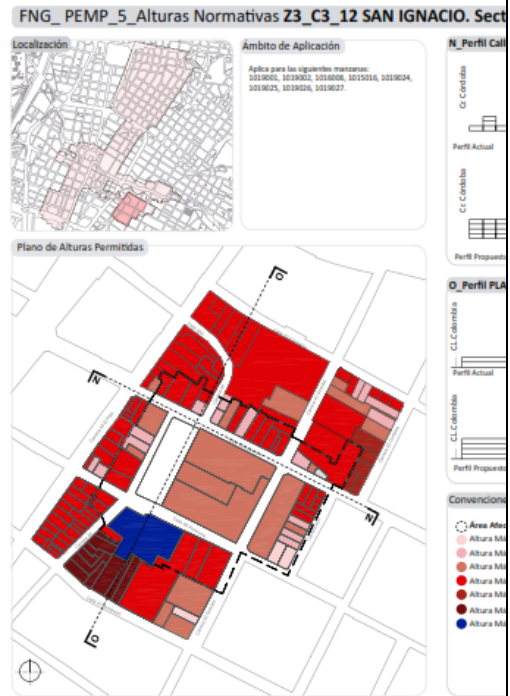 FNG_ PEMP_5_Alturas Normativas Z3_C3_12 SAN IGNACIO. Sect
Localización
Ámbito de Aplicación
Aplica para las siguientes manzanas:
1019001, 1019002, 1016006, 1015016, 1019024,
1019025, 1019026, 1019027.
N_Perfil Call
Cr Córdoba
Perfil Actual
Cr Córdoba
Perfil Propuest
Plano de Alturas Permitidas
O
N
N
O
O_Perfil PLA
CL Colombia
Perfil Actual
CL Colombia
Perfil Propuest
Convencione
Área Afec
Altura Má
Altura Má
Altura Má
Altura Má
Altura Má
Altura Má
Altura Má